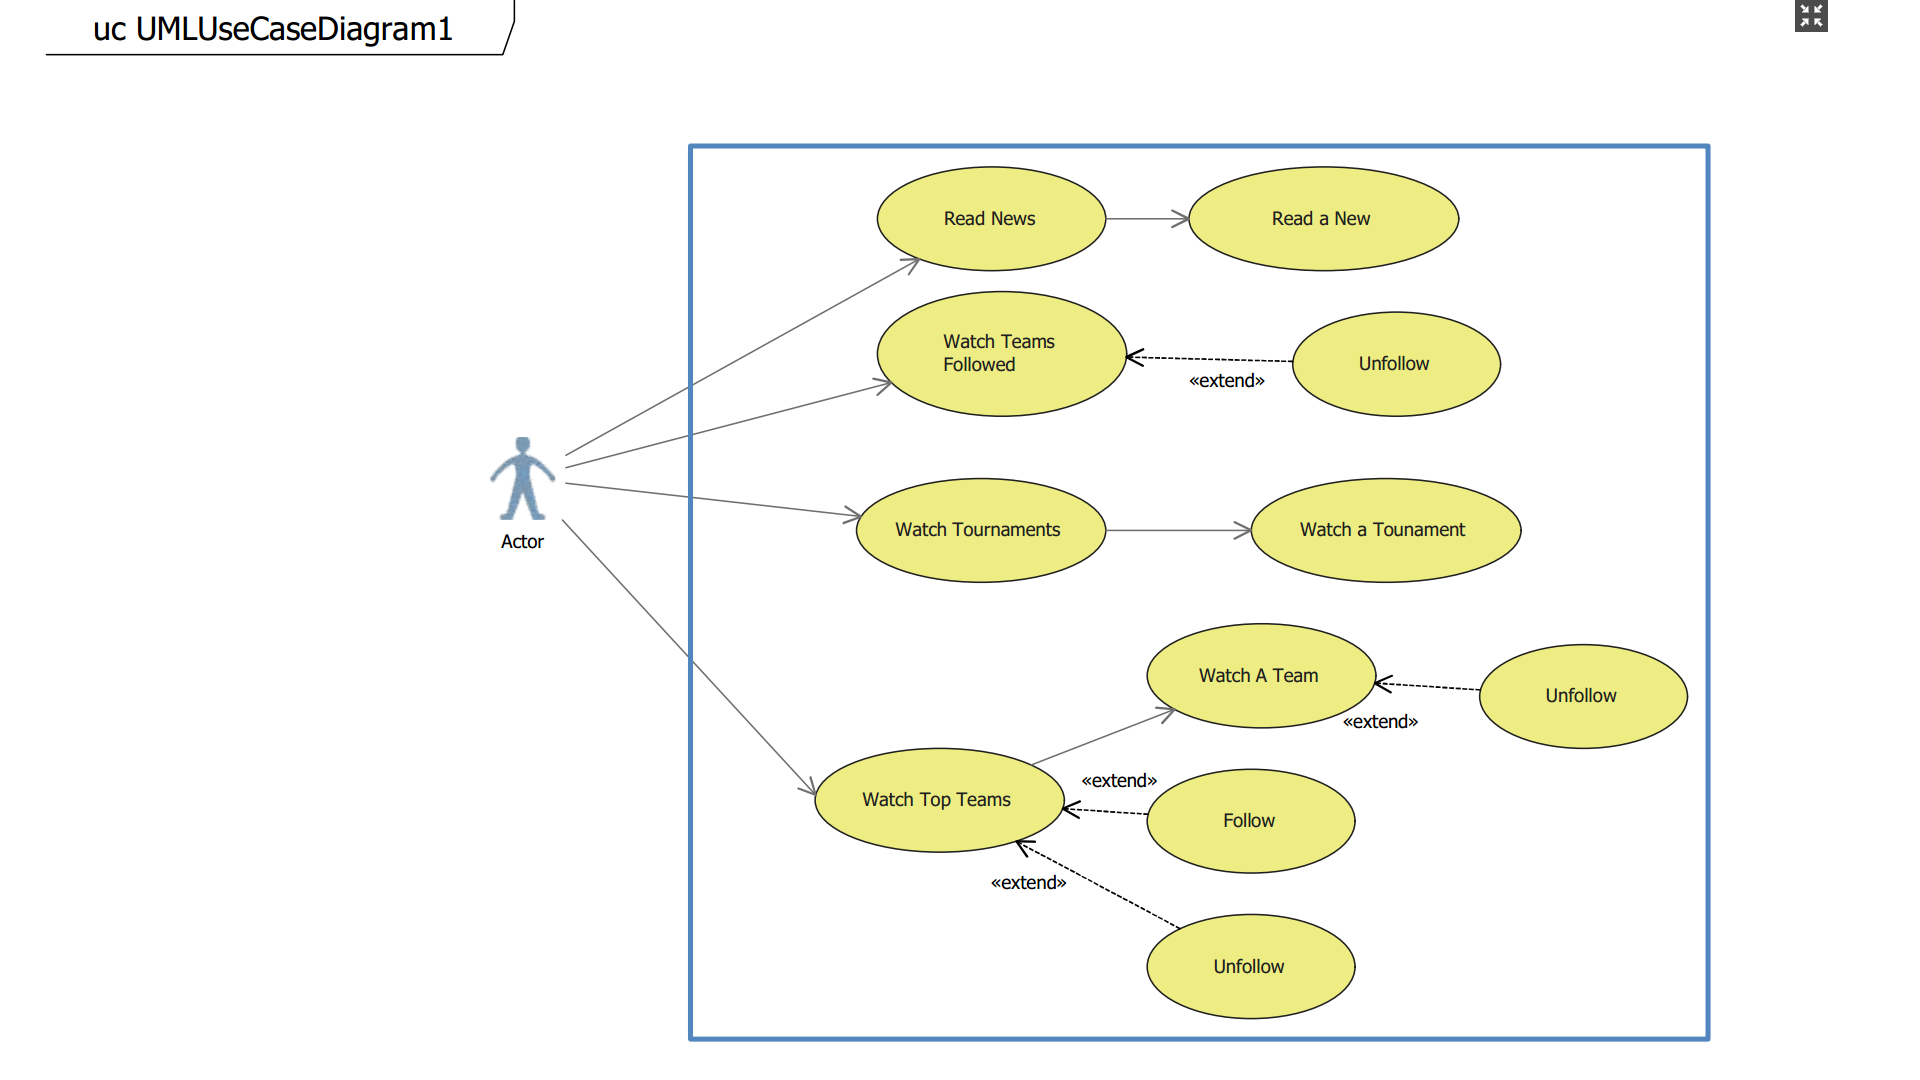 uc UMLUseCaseDiagram1
Read News
Read a New
Watch Teams
Followed
«extend»
Unfollow
Actor
Watch Tournaments
Watch a Tounament
Watch A Team
«extend»
Unfollow
Watch Top Teams
«extend»
Follow
«extend»
Unfollow